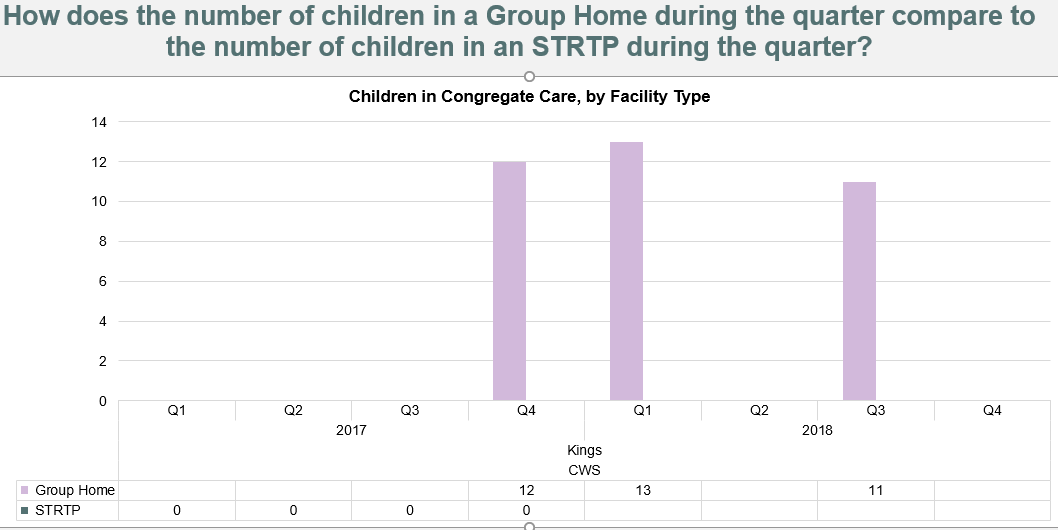 How does the number of children in a Group Home during the quarter compare to
the number of children in an STRTP during the quarter?
Children in Congregate Care, by Facility Type
14
12
10
8
6
4
2
0
Q1 Q2 Q3 Q4 Q1 Q2 Q3 Q4
2017 2018
Kings
CWS
Group Home 12 13 11
STRTP 0 0 0 0